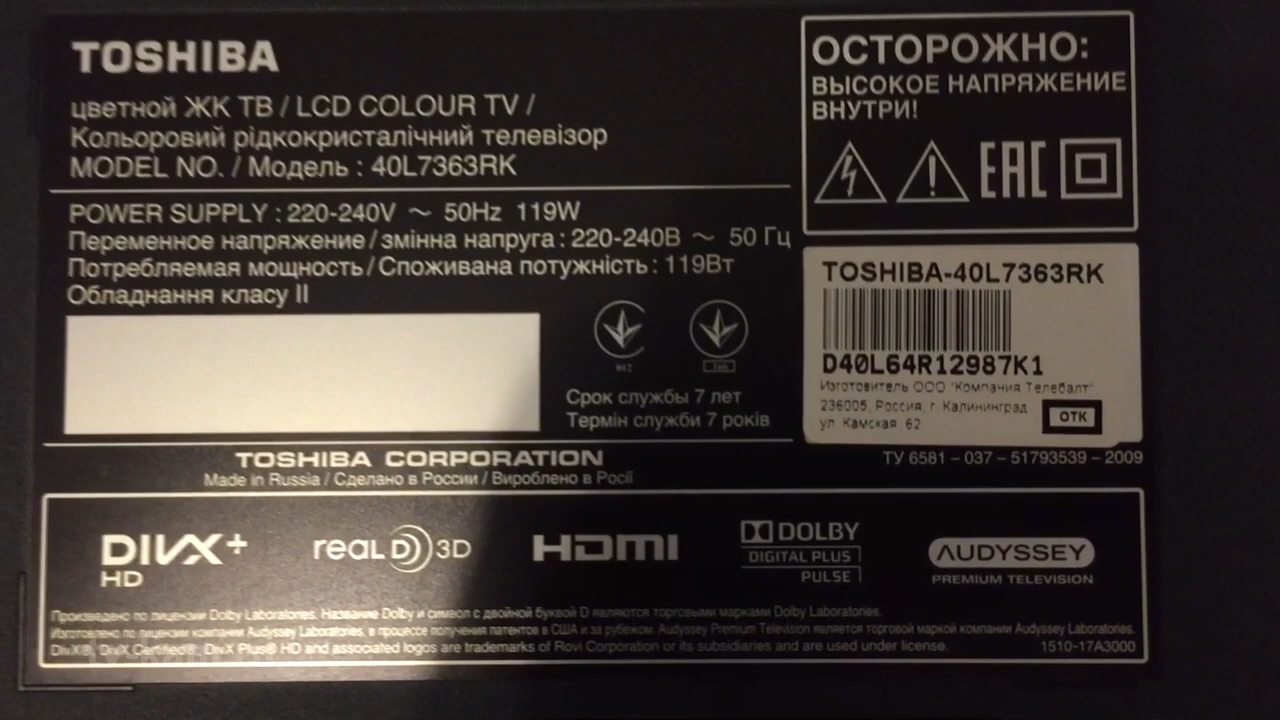 TOSHIBA
цветной ЖК ТВ / LCD COLOUR TV /
Кольоровий рідкокристалічний телевізор
MODEL NO. / Модель : 40L7363RK
POWER SUPPLY : 220-240V ~ 50Hz 119W
Переменное напряжение / змінна напруга : 220-240В ~ 50 Гц
Потребляемая мощность / Споживана потужність : 119Вт
Обладнання класу II
Срок службы 7 лет
Термін служби 7 років
TOSHIBA CORPORATION
Made in Russia / Сделано в России / Вироблено в Росії
ОСТОРОЖНО:
ВЫСОКОЕ НАПРЯЖЕНИЕ
ВНУТРИ!
EAC
TOSHIBA-40L7363RK
D40L64R12987K1
Изготовитель ООО "Компания Телебалт"
236005, Россия, г. Калининград
ул. Камская, 62
ОТК
ТУ 6581 – 037 – 51793539 – 2009
DIVX+
HD
REAL D 3D
HDMI
DOLBY
DIGITAL PLUS
PULSE
AUDYSSEY
PREMIUM TELEVISION
Произведено по лицензии Dolby Laboratories. Название Dolby и символ с двойной буквой D являются торговыми марками Dolby Laboratories.
Изготовлено по лицензии компании Audyssey Laboratories, в процессе получения патентов в США и за рубежом. Audyssey Premium Television является торговой маркой компании Audyssey Laboratories.
DivX®, DivX Certified®, DivX Plus® HD and associated logos are trademarks of Rovi Corporation or its subsidiaries and are used under license.
1510-17A3000